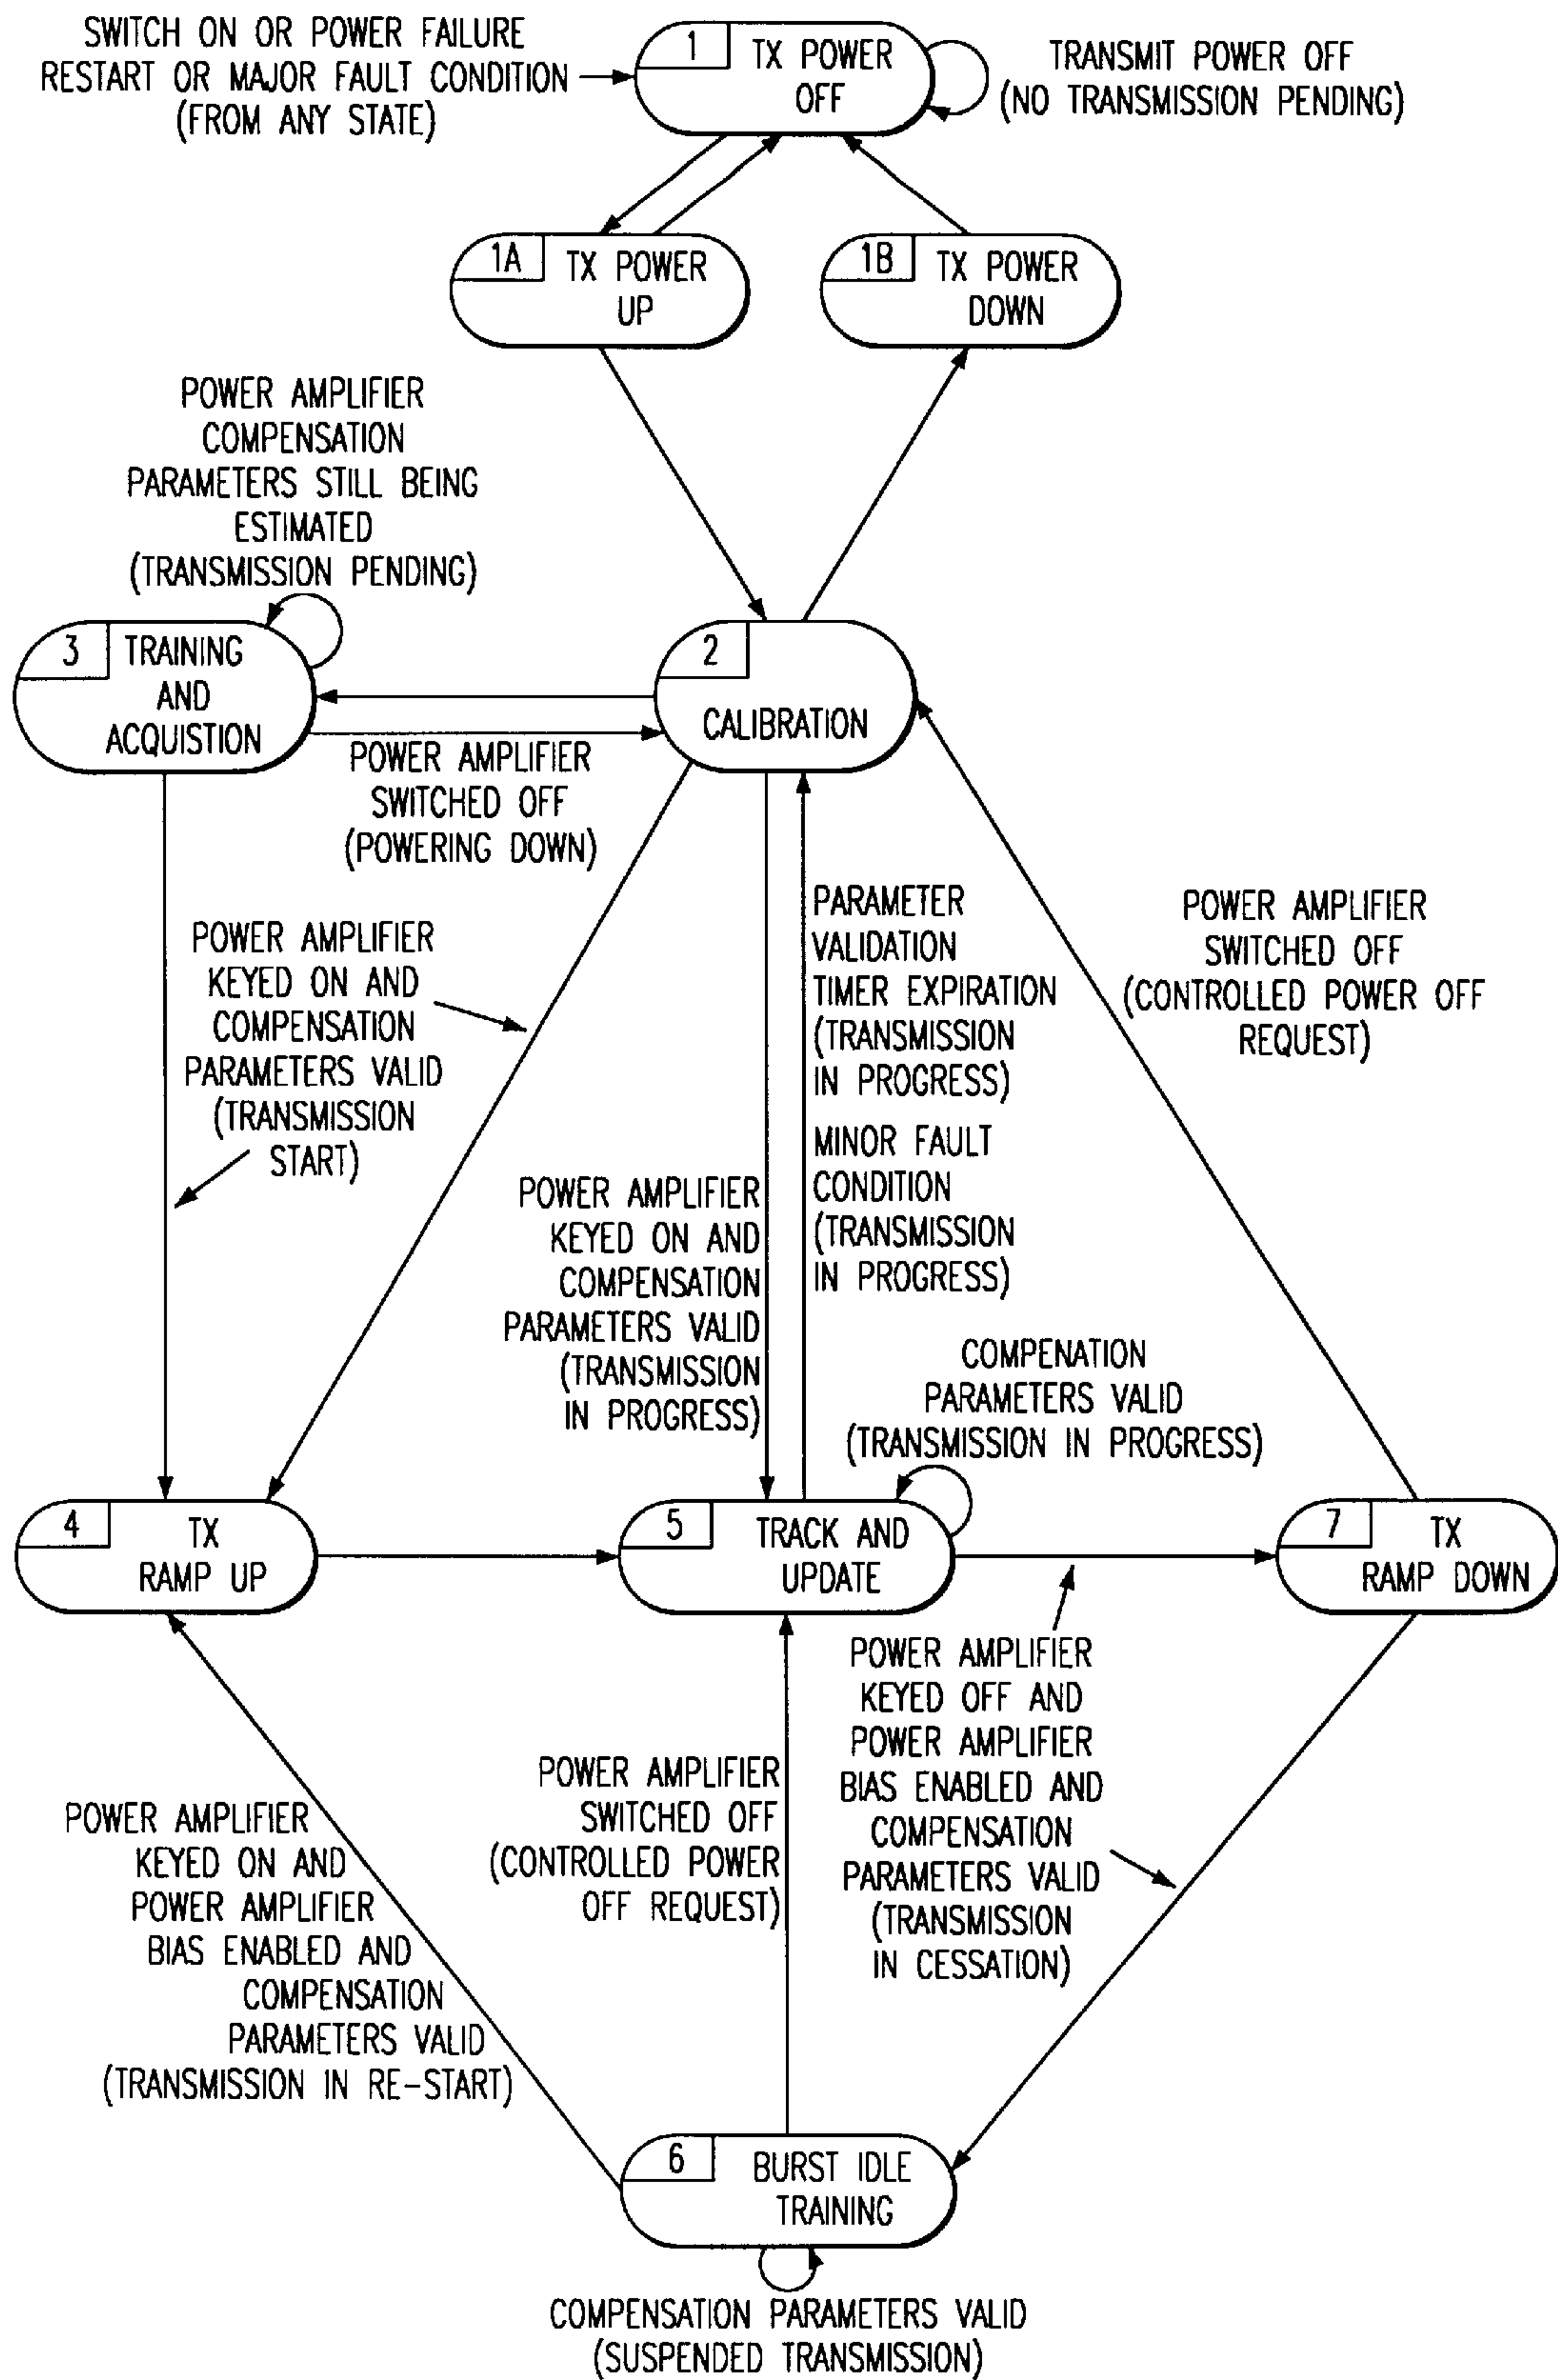 SWITCH ON OR POWER FAILURE
RESTART OR MAJOR FAULT CONDITION
(FROM ANY STATE)
1
TX POWER
OFF
TRANSMIT POWER OFF
(NO TRANSMISSION PENDING)
1A
TX POWER
UP
1B
TX POWER
DOWN
POWER AMPLIFIER
COMPENSATION
PARAMETERS STILL BEING
ESTIMATED
(TRANSMISSION PENDING)
3
TRAINING
AND
ACQUISTION
2
CALIBRATION
POWER AMPLIFIER
SWITCHED OFF
(POWERING DOWN)
POWER AMPLIFIER
KEYED ON AND
COMPENSATION
PARAMETERS VALID
(TRANSMISSION
START)
PARAMETER
VALIDATION
TIMER EXPIRATION
(TRANSMISSION
IN PROGRESS)
MINOR FAULT
CONDITION
(TRANSMISSION
IN PROGRESS)
POWER AMPLIFIER
SWITCHED OFF
(CONTROLLED POWER OFF
REQUEST)
POWER AMPLIFIER
KEYED ON AND
COMPENSATION
PARAMETERS VALID
(TRANSMISSION
IN PROGRESS)
COMPENATION
PARAMETERS VALID
(TRANSMISSION IN PROGRESS)
4
TX
RAMP UP
5
TRACK AND
UPDATE
7
TX
RAMP DOWN
POWER AMPLIFIER
KEYED ON AND
POWER AMPLIFIER
BIAS ENABLED AND
COMPENSATION
PARAMETERS VALID
(TRANSMISSION IN RE-START)
POWER AMPLIFIER
SWITCHED OFF
(CONTROLLED POWER
OFF REQUEST)
POWER AMPLIFIER
KEYED OFF AND
POWER AMPLIFIER
BIAS ENABLED AND
COMPENSATION
PARAMETERS VALID
(TRANSMISSION
IN CESSATION)
6
BURST IDLE
TRAINING
COMPENSATION PARAMETERS VALID
(SUSPENDED TRANSMISSION)